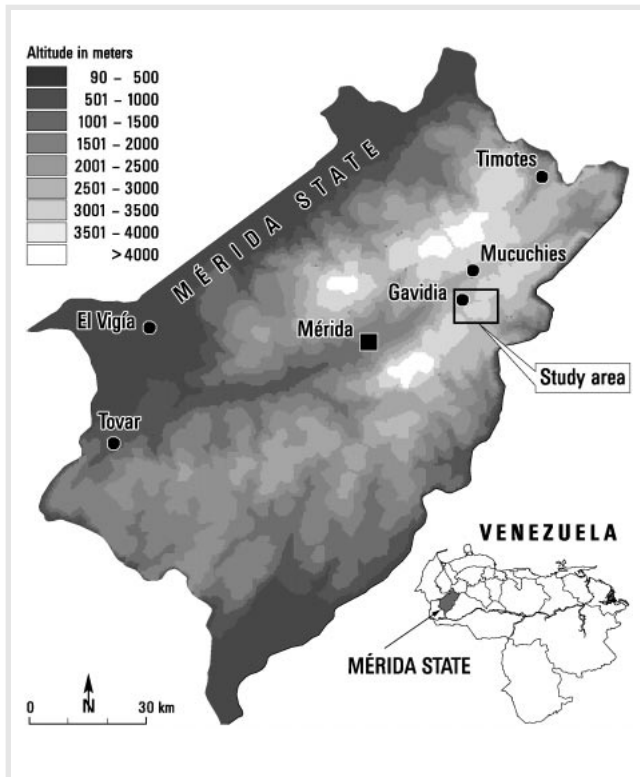 Altitude in meters
90 – 500
501 – 1000
1001 – 1500
1501 – 2000
2001 – 2500
2501 – 3000
3001 – 3500
3501 – 4000
>4000
MÉRIDA STATE
Timotes
Mucuchies
Gavidia
El Vigía
Mérida
Study area
Tovar
VENEZUELA
MÉRIDA STATE
N
0 30 km